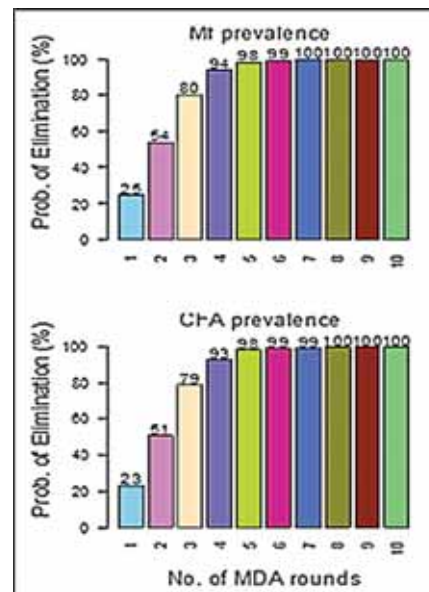 Mf prevalence
Prob. of Elimination (%)
100
80
60
40
20
0
25 54 80 94 98 99 100 100 100 100
1 2 3 4 5 6 7 8 9 10
CFA prevalence
Prob. of Elimination (%)
100
80
60
40
20
0
23 51 79 93 98 99 99 100 100 100
1 2 3 4 5 6 7 8 9 10
No. of MDA rounds